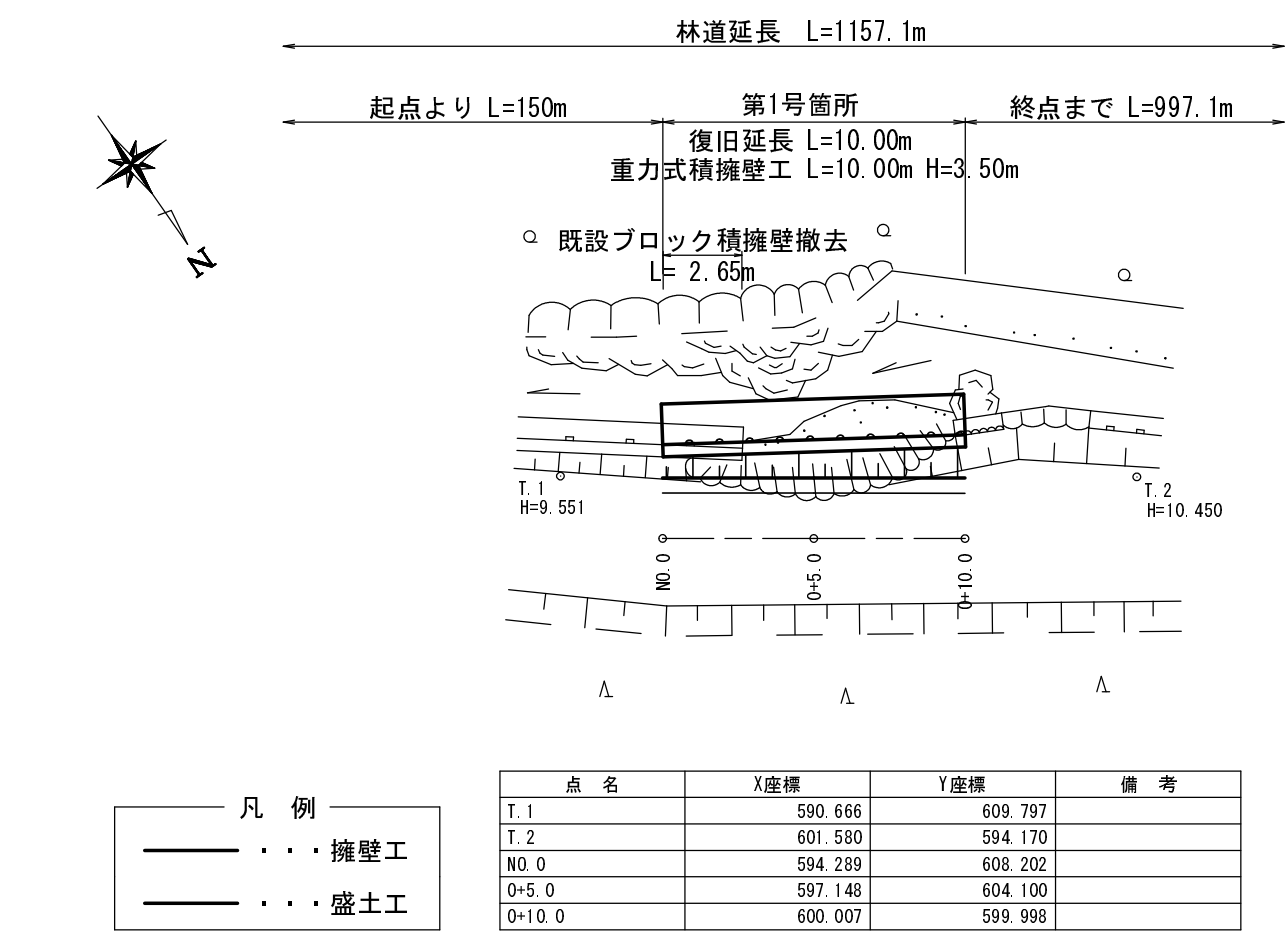 林道延長　L=1157.1m
起点より L=150m
第1号箇所
終点まで L=997.1m
復旧延長 L=10.00m
重力式積擁壁工 L=10.00m H=3.50m
既設ブロック積擁壁撤去
L= 2.65m
N
T.1
H=9.551
T.2
H=10.450
NO.0
0+5.0
0+10.0
凡　例
・・・擁壁工
・・・盛土工
点　名 X座標 Y座標 備　考
T.1 590.666 609.797
T.2 601.580 594.170
NO.0 594.289 608.202
0+5.0 597.148 604.100
0+10.0 600.007 599.998